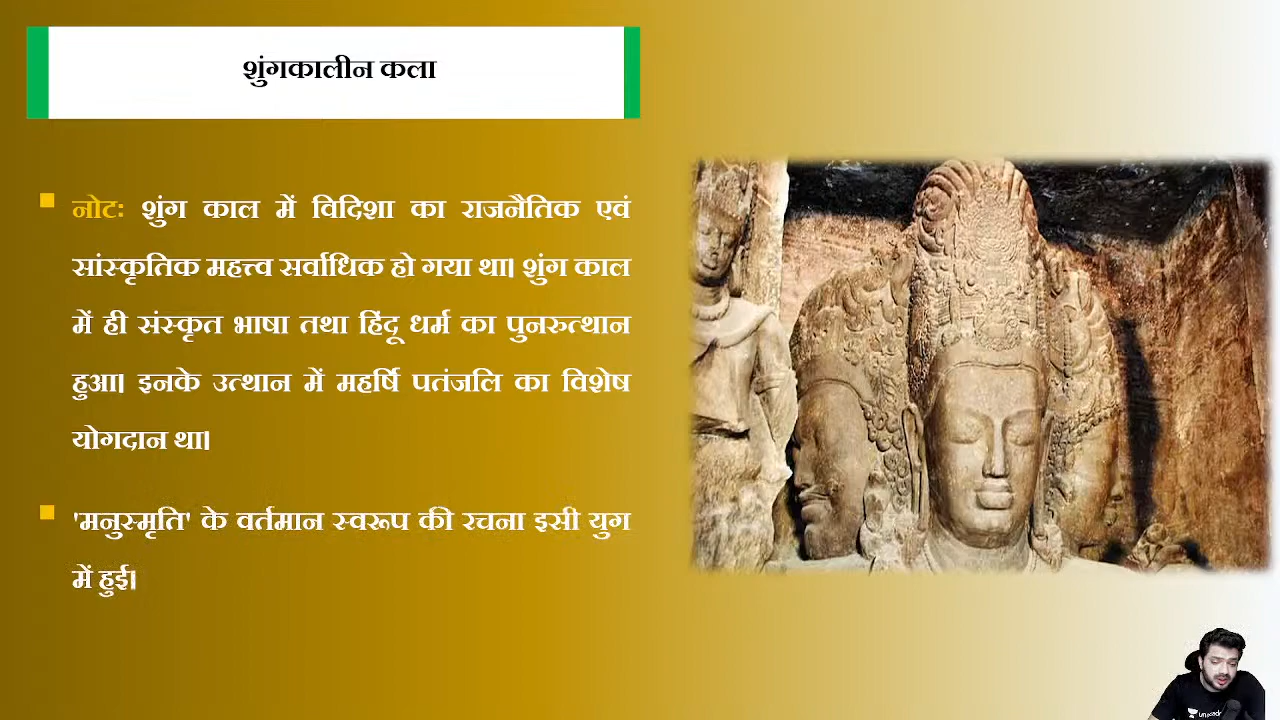 शुंगकालीन कला
नोटः शुंग काल में विदिशा का राजनैतिक एवं
सांस्कृतिक महत्त्व सर्वाधिक हो गया था। शुंग काल
में ही संस्कृत भाषा तथा हिंदू धर्म का पुनरुत्थान
हुआ। इनके उत्थान में महर्षि पतंजलि का विशेष
योगदान था।
'मनुस्मृति' के वर्तमान स्वरूप की रचना इसी युग
में हुई।